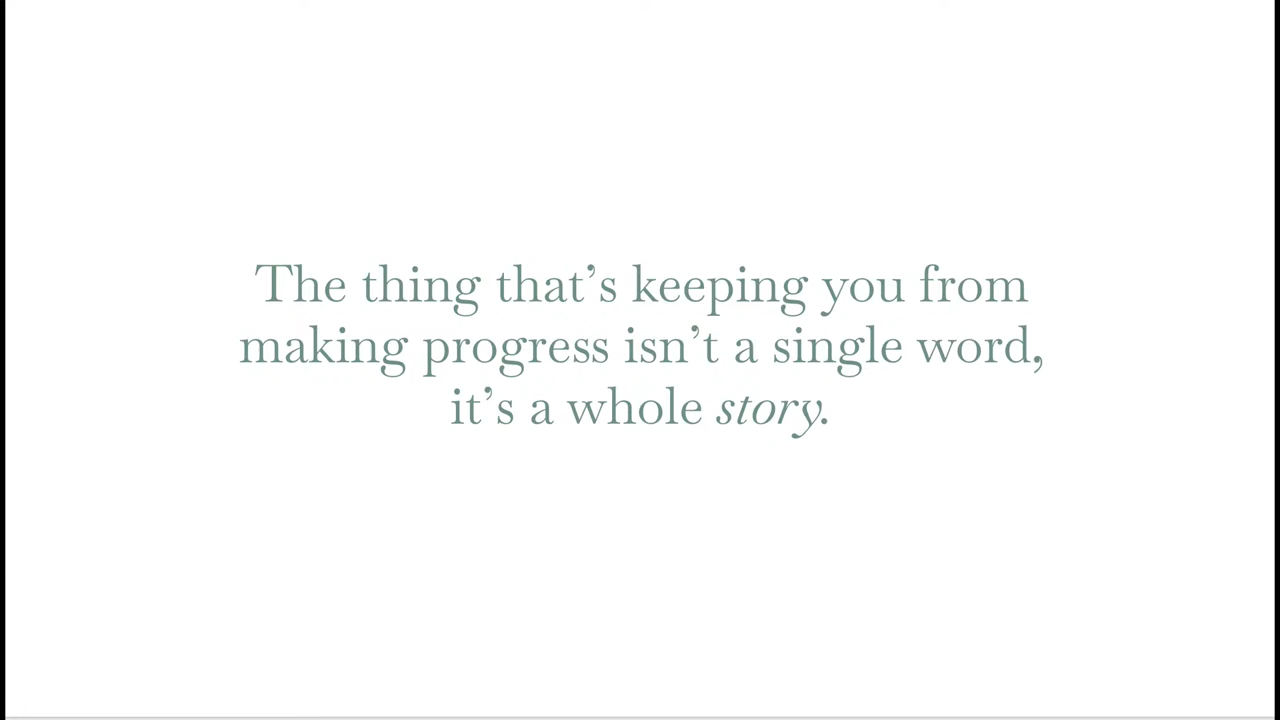 The thing that’s keeping you from
making progress isn’t a single word,
it’s a whole story.